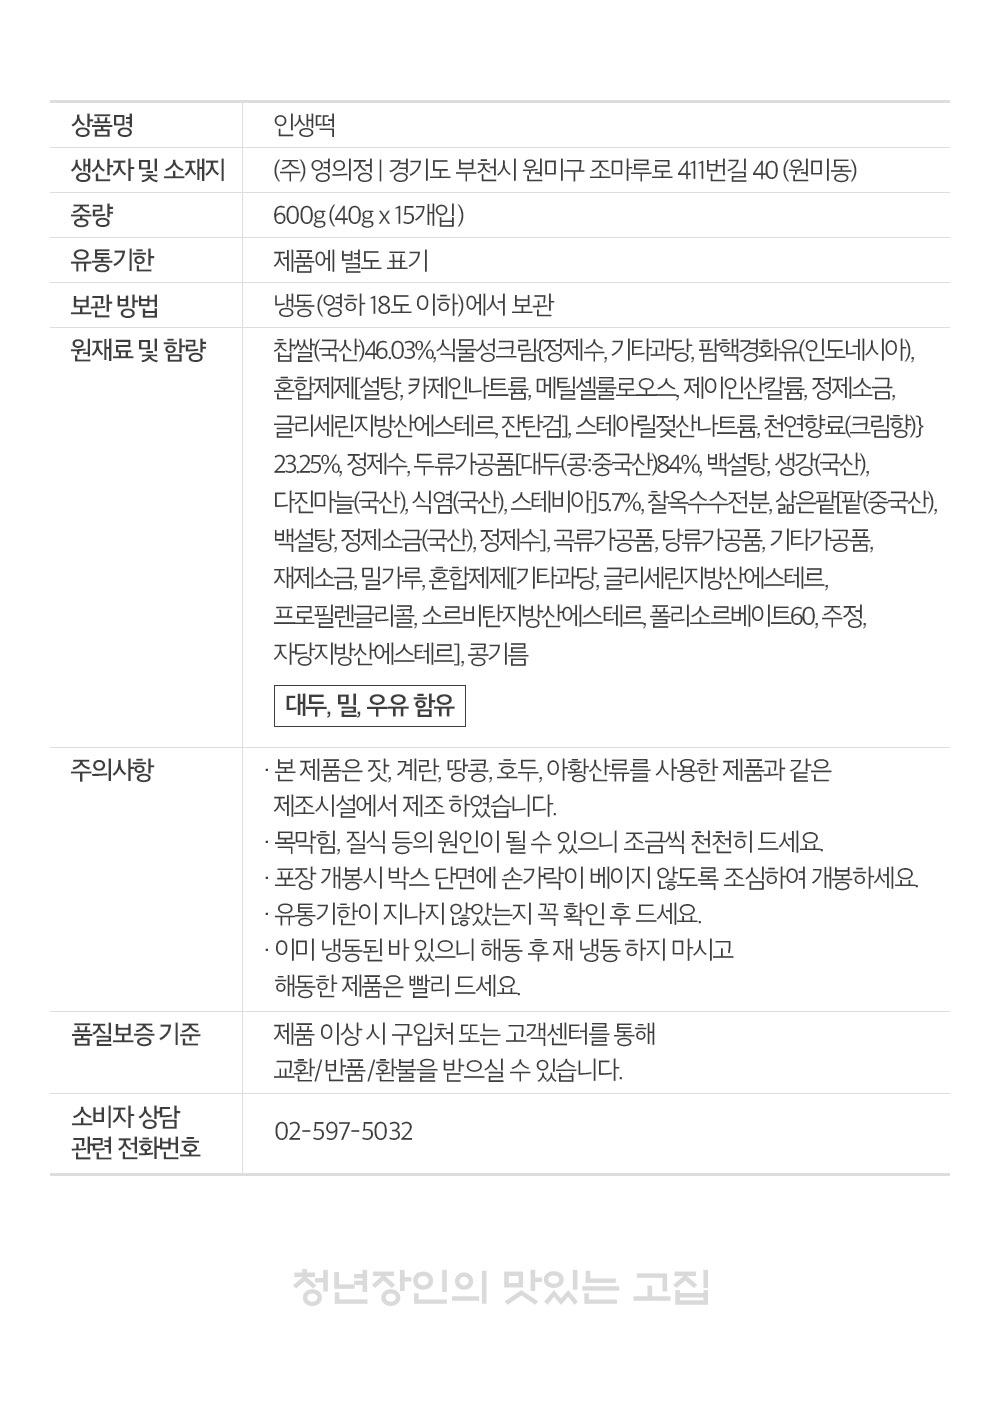 상품명 인생떡
생산자 및 소재지 (주) 영의정 | 경기도 부천시 원미구 조마루로 411번길 40 (원미동)
중량 600g (40g x 15개입)
유통기한 제품에 별도 표기
보관 방법 냉동(영하 18도 이하)에서 보관
원재료 및 함량 찹쌀(국산)46.03%,식물성크림{정제수, 기타과당, 팜핵경화유(인도네시아),
혼합제제[설탕, 카제인나트륨, 메틸셀룰로오스, 제이인산칼륨, 정제소금,
글리세린지방산에스테르, 잔탄검], 스테아릴젖산나트륨, 천연향료(크림향)}
23.25%, 정제수, 두류가공품[대두(콩:중국산)84%, 백설탕, 생강(국산),
다진마늘(국산), 식염(국산), 스테비아]5.7%, 찰옥수수전분, 삶은팥[팥(중국산),
백설탕, 정제소금(국산), 정제수], 곡류가공품, 당류가공품, 기타가공품,
재제소금, 밀가루, 혼합제제[기타과당, 글리세린지방산에스테르,
프로필렌글리콜, 소르비탄지방산에스테르, 폴리소르베이트60, 주정,
자당지방산에스테르], 콩기름
대두, 밀, 우유 함유
주의사항 · 본 제품은 잣, 계란, 땅콩, 호두, 아황산류를 사용한 제품과 같은
제조시설에서 제조 하였습니다.
· 목막힘, 질식 등의 원인이 될 수 있으니 조금씩 천천히 드세요.
· 포장 개봉시 박스 단면에 손가락이 베이지 않도록 조심하여 개봉하세요.
· 유통기한이 지나지 않았는지 꼭 확인 후 드세요.
· 이미 냉동된 바 있으니 해동 후 재 냉동 하지 마시고
해동한 제품은 빨리 드세요.
품질보증 기준 제품 이상 시 구입처 또는 고객센터를 통해
교환/반품/환불을 받으실 수 있습니다.
소비자 상담
관련 전화번호 02-597-5032
청년장인의 맛있는 고집